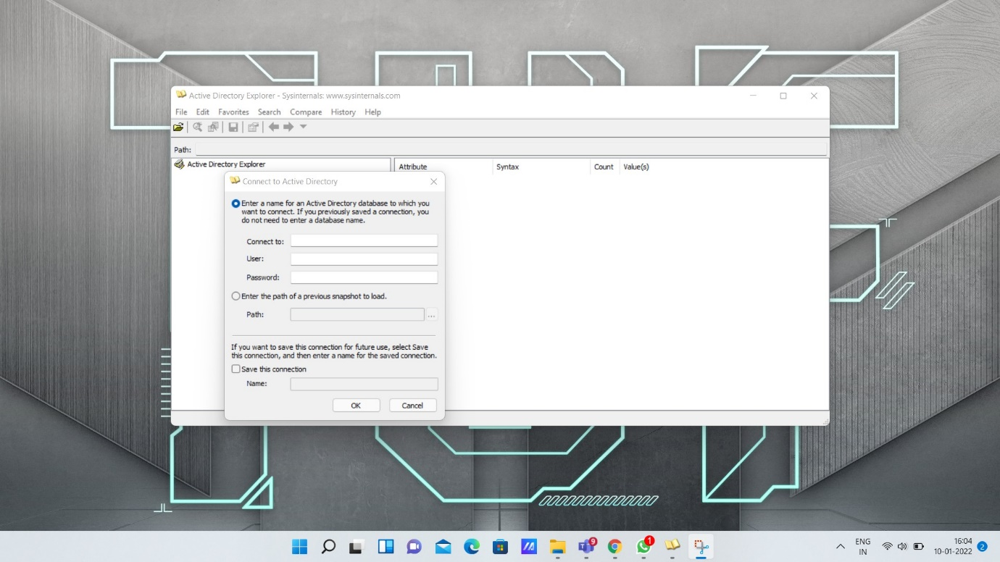 Active Directory Explorer - Sysinternals: www.sysinternals.com
File Edit Favorites Search Compare History Help
Path:
Active Directory Explorer
Attribute Syntax Count Value(s)
Connect to Active Directory
Enter a name for an Active Directory database to which you
want to connect. If you previously saved a connection, you
do not need to enter a database name.
Connect to:
User:
Password:
Enter the path of a previous snapshot to load.
Path:
...
If you want to save this connection for future use, select Save
this connection, and then enter a name for the saved connection.
Save this connection
Name:
OK Cancel
9
1
ENG
IN
16:04
10-01-2022
2